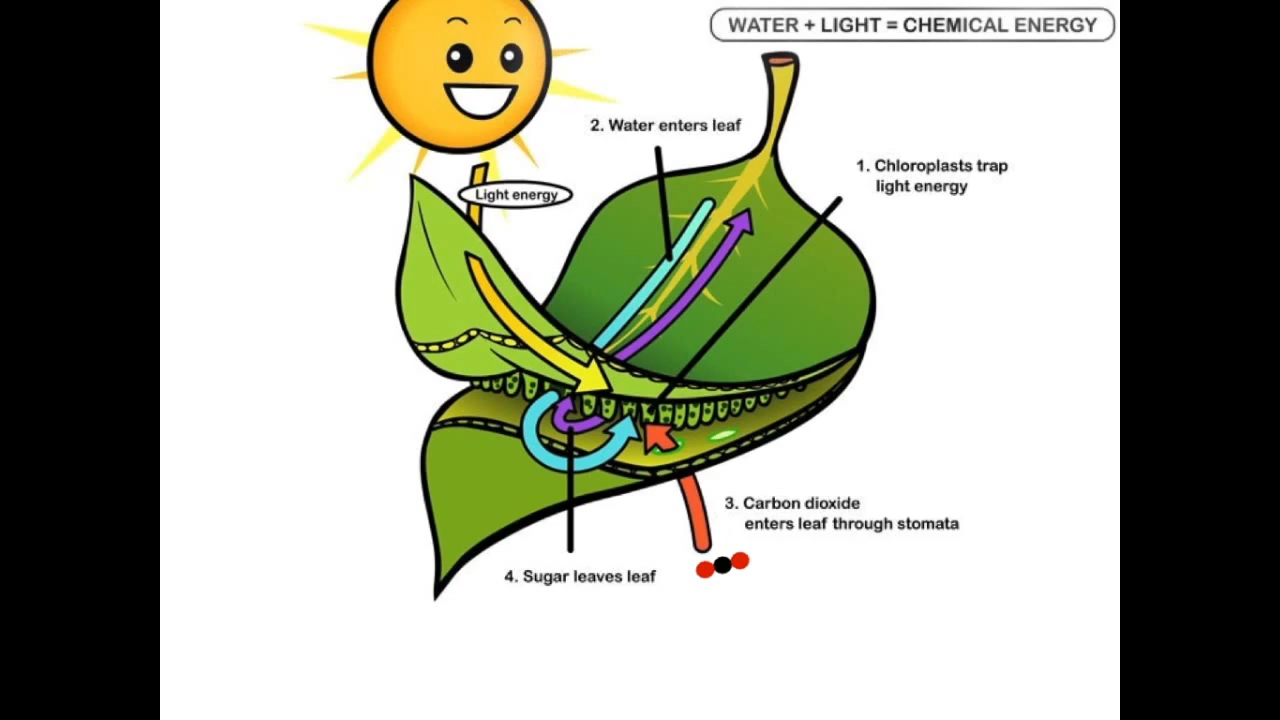 WATER + LIGHT = CHEMICAL ENERGY
2. Water enters leaf
1. Chloroplasts trap
light energy
Light energy
3. Carbon dioxide
enters leaf through stomata
4. Sugar leaves leaf